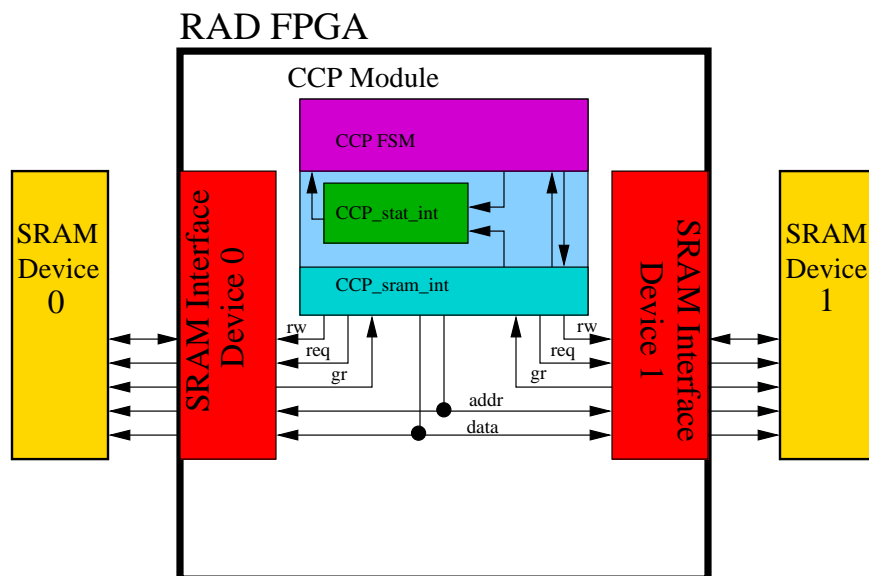 RAD FPGA
CCP Module
CCP FSM
CCP_stat_int
CCP_sram_int
SRAM
Device
0
SRAM Interface
Device 0
SRAM Interface
Device 1
SRAM
Device
1
rw
req
gr
rw
req
gr
addr
data